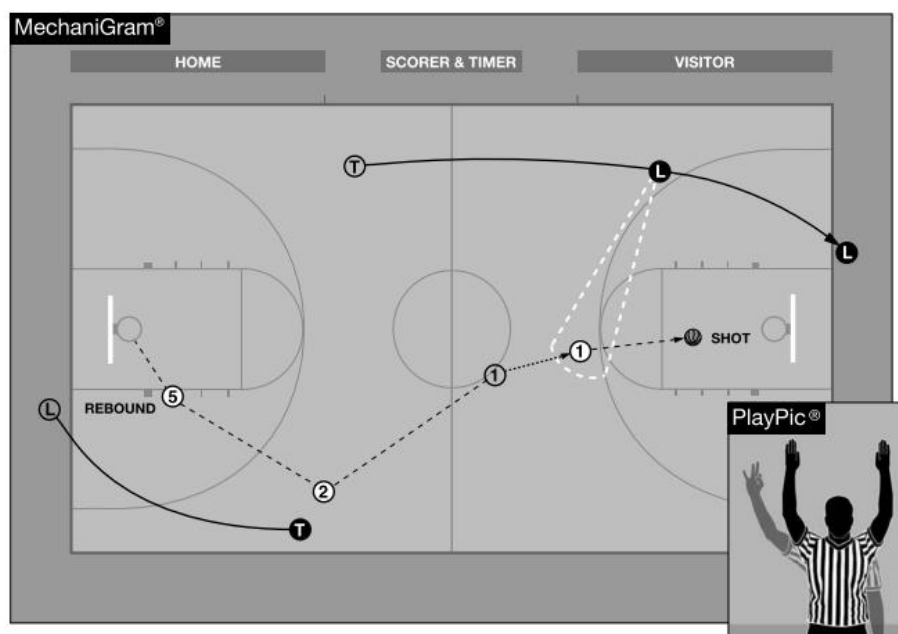 MechaniGram®
HOME
SCORER & TIMER
VISITOR
T
L
L
1
SHOT
1
5
REBOUND
L
2
T
PlayPic®